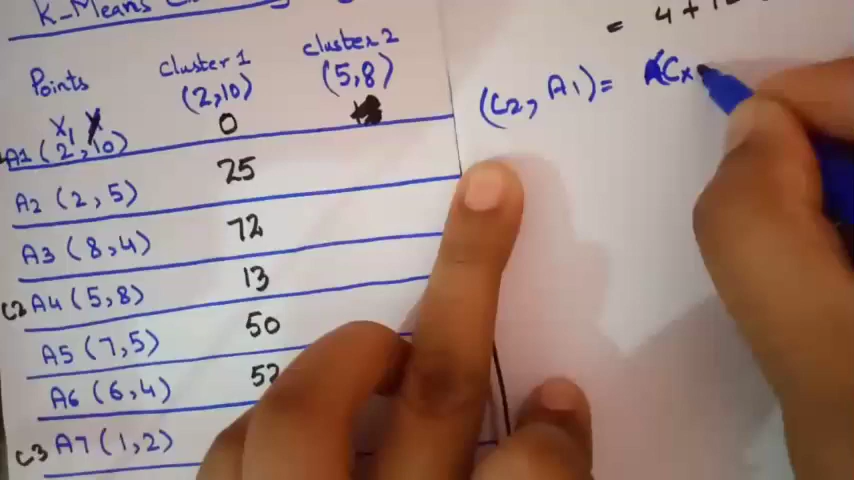 K-Means
Points cluster 1 cluster 2
(2,10) (5,8)
X1 Y 0
A1 (2,10)
A2 (2,5) 25
A3 (8,4) 72
C2 A4 (5,8) 13
A5 (7,5) 50
A6 (6,4) 52
C3 A7 (1,2)
= 4 +
(C2, A1) = (Cx